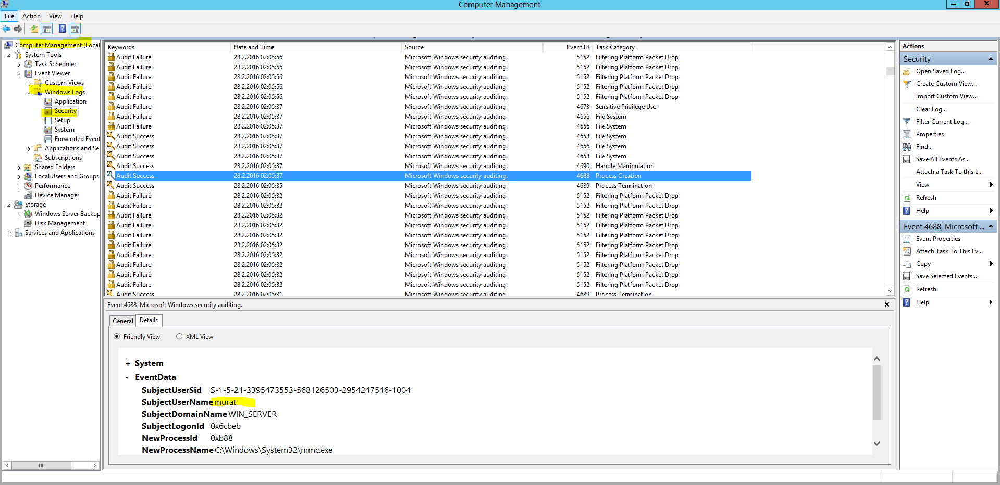 Computer Management
File Action View Help
Computer Management (Local
System Tools
Task Scheduler
Event Viewer
Custom Views
Windows Logs
Application
Security
Setup
System
Forwarded Event
Applications and Se
Subscriptions
Shared Folders
Local Users and Groups
Performance
Device Manager
Storage
Windows Server Backup
Disk Management
Services and Applications
Keywords Date and Time Source Event ID Task Category
Audit Failure 28.2.2016 02:05:56 Microsoft Windows security auditing. 5152 Filtering Platform Packet Drop
Audit Failure 28.2.2016 02:05:56 Microsoft Windows security auditing. 5152 Filtering Platform Packet Drop
Audit Failure 28.2.2016 02:05:56 Microsoft Windows security auditing. 5152 Filtering Platform Packet Drop
Audit Failure 28.2.2016 02:05:56 Microsoft Windows security auditing. 5152 Filtering Platform Packet Drop
Audit Failure 28.2.2016 02:05:56 Microsoft Windows security auditing. 5152 Filtering Platform Packet Drop
Audit Failure 28.2.2016 02:05:37 Microsoft Windows security auditing. 4673 Sensitive Privilege Use
Audit Failure 28.2.2016 02:05:37 Microsoft Windows security auditing. 4656 File System
Audit Failure 28.2.2016 02:05:37 Microsoft Windows security auditing. 4656 File System
Audit Success 28.2.2016 02:05:37 Microsoft Windows security auditing. 4658 File System
Audit Success 28.2.2016 02:05:37 Microsoft Windows security auditing. 4656 File System
Audit Success 28.2.2016 02:05:37 Microsoft Windows security auditing. 4658 File System
Audit Success 28.2.2016 02:05:37 Microsoft Windows security auditing. 4690 Handle Manipulation
Audit Success 28.2.2016 02:05:37 Microsoft Windows security auditing. 4688 Process Creation
Audit Success 28.2.2016 02:05:35 Microsoft Windows security auditing. 4689 Process Termination
Audit Failure 28.2.2016 02:05:32 Microsoft Windows security auditing. 5152 Filtering Platform Packet Drop
Audit Failure 28.2.2016 02:05:32 Microsoft Windows security auditing. 5152 Filtering Platform Packet Drop
Audit Failure 28.2.2016 02:05:32 Microsoft Windows security auditing. 5152 Filtering Platform Packet Drop
Audit Failure 28.2.2016 02:05:32 Microsoft Windows security auditing. 5152 Filtering Platform Packet Drop
Audit Failure 28.2.2016 02:05:32 Microsoft Windows security auditing. 5152 Filtering Platform Packet Drop
Audit Failure 28.2.2016 02:05:32 Microsoft Windows security auditing. 5152 Filtering Platform Packet Drop
Audit Failure 28.2.2016 02:05:32 Microsoft Windows security auditing. 5152 Filtering Platform Packet Drop
Audit Failure 28.2.2016 02:05:32 Microsoft Windows security auditing. 5152 Filtering Platform Packet Drop
Audit Failure 28.2.2016 02:05:32 Microsoft Windows security auditing. 5152 Filtering Platform Packet Drop
Audit Failure 28.2.2016 02:05:32 Microsoft Windows security auditing. 5152 Filtering Platform Packet Drop
Audit Success 28.2.2016 02:05:31 Microsoft Windows security auditing. 4689 Process Termination
Event 4688, Microsoft Windows security auditing.
General Details
Friendly View XML View
+ System
- EventData
SubjectUserSid S-1-5-21-3395473553-568126503-2954247546-1004
SubjectUserName murat
SubjectDomainName WIN_SERVER
SubjectLogonId 0x6cbeb
NewProcessId 0xb88
NewProcessName C:\Windows\System32\mmc.exe
Actions
Security
Open Saved Log...
Create Custom View...
Import Custom View...
Clear Log...
Filter Current Log...
Properties
Find...
Save All Events As...
Attach a Task To this L...
View
Refresh
Help
Event 4688, Microsoft ...
Event Properties
Attach Task To This Ev...
Copy
Save Selected Events...
Refresh
Help